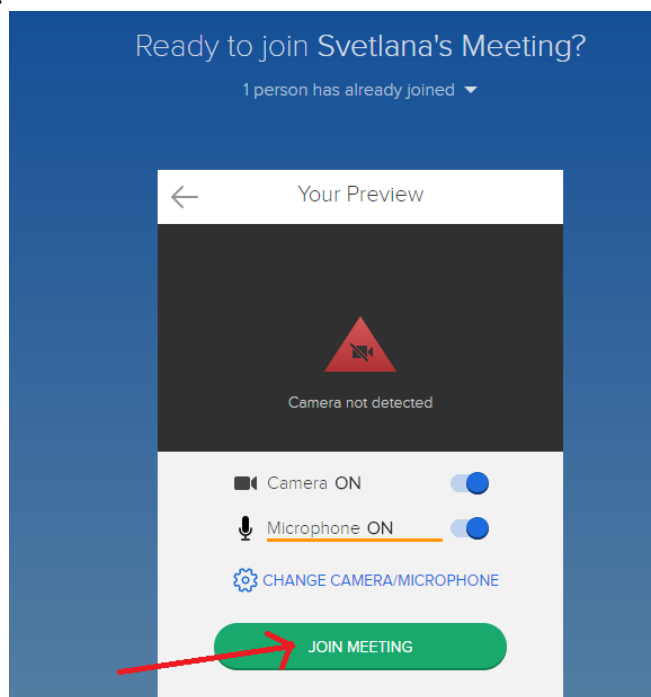 Ready to join Svetlana's Meeting?
1 person has already joined
Your Preview
Camera not detected
Camera ON
Microphone ON
CHANGE CAMERA/MICROPHONE
JOIN MEETING